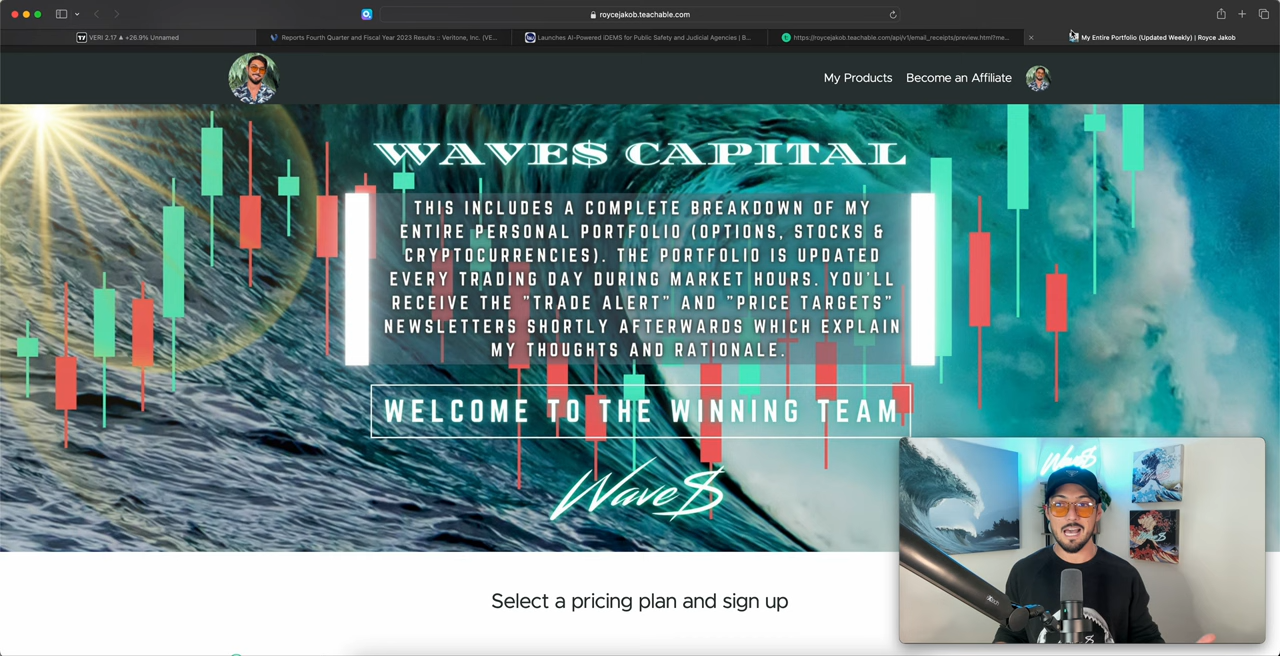 roycejakob.teachable.com
VERI 2.17 ▲ +26.9% Unnamed
Reports Fourth Quarter and Fiscal Year 2023 Results :: Veritone, Inc. (VE...
Launches AI-Powered IDEMS for Public Safety and Judicial Agencies | B...
https://roycejakob.teachable.com/api/v1/email_receipts/preview.html?me...
My Entire Portfolio (Updated Weekly) | Royce Jakob
My Products
Become an Affiliate
WAVE$ CAPITAL
THIS INCLUDES A COMPLETE BREAKDOWN OF MY
ENTIRE PERSONAL PORTFOLIO (OPTIONS, STOCKS &
CRYPTOCURRENCIES). THE PORTFOLIO IS UPDATED
EVERY TRADING DAY DURING MARKET HOURS. YOU'LL
RECEIVE THE "TRADE ALERT" AND "PRICE TARGETS"
NEWSLETTERS SHORTLY AFTERWARDS WHICH EXPLAIN
MY THOUGHTS AND RATIONALE.
WELCOME TO THE WINNING TEAM
Wave$
Wave$
Select a pricing plan and sign up